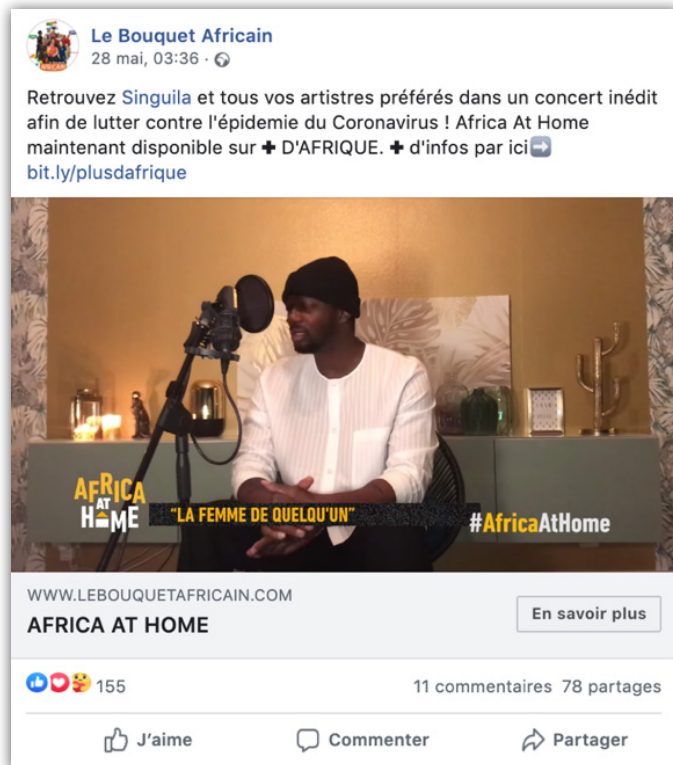 Le Bouquet Africain
28 mai, 03:36 ·
Retrouvez Singuila et tous vos artistres préférés dans un concert inédit
afin de lutter contre l'épidemie du Coronavirus ! Africa At Home
maintenant disponible sur ✚ D'AFRIQUE. ✚ d'infos par ici➡
bit.ly/plusdafrique
AFRICA
AT
HOME
"LA FEMME DE QUELQU'UN"
#AfricaAtHome
WWW.LEBOUQUETAFRICAIN.COM
AFRICA AT HOME
En savoir plus
155
11 commentaires 78 partages
J'aime
Commenter
Partager